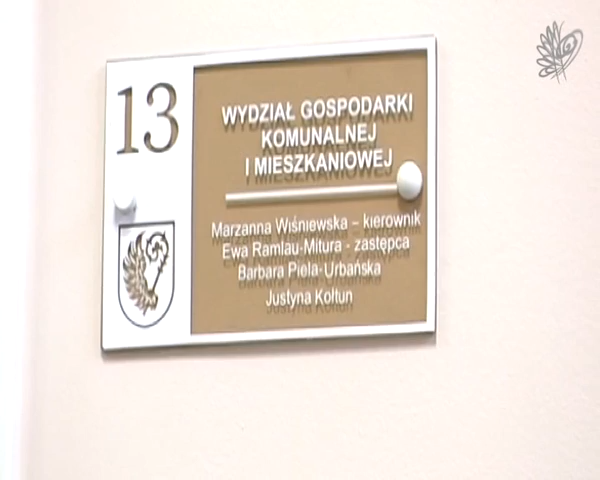 13
WYDZIAŁ GOSPODARKI
KOMUNALNEJ
I MIESZKANIOWEJ
Marzanna Wiśniewska – kierownik
Ewa Ramlau-Mitura - zastępca
Barbara Piela-Urbańska
Justyna Kołtun